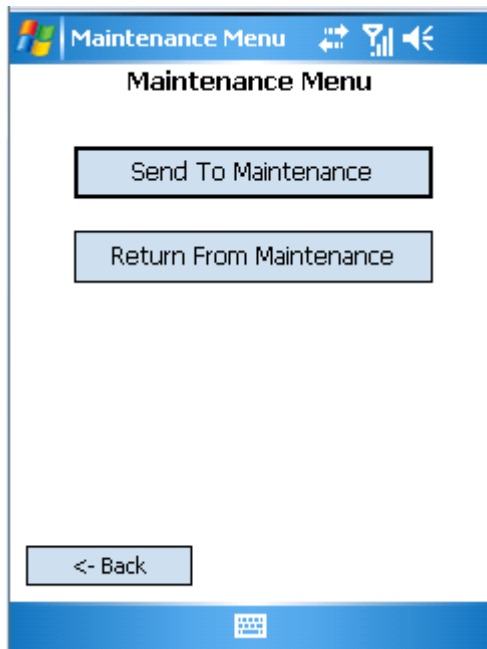 Maintenance Menu
Maintenance Menu
Send To Maintenance
Return From Maintenance
<- Back